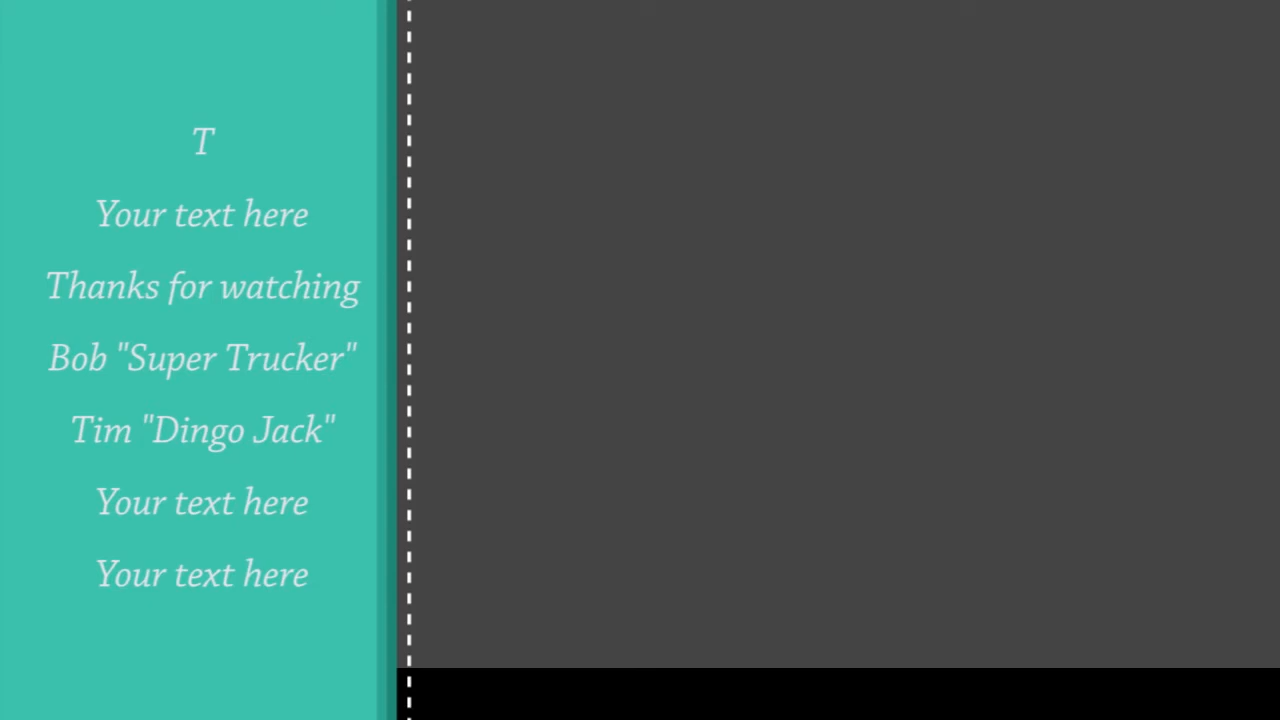 T
Your text here
Thanks for watching
Bob "Super Trucker"
Tim "Dingo Jack"
Your text here
Your text here